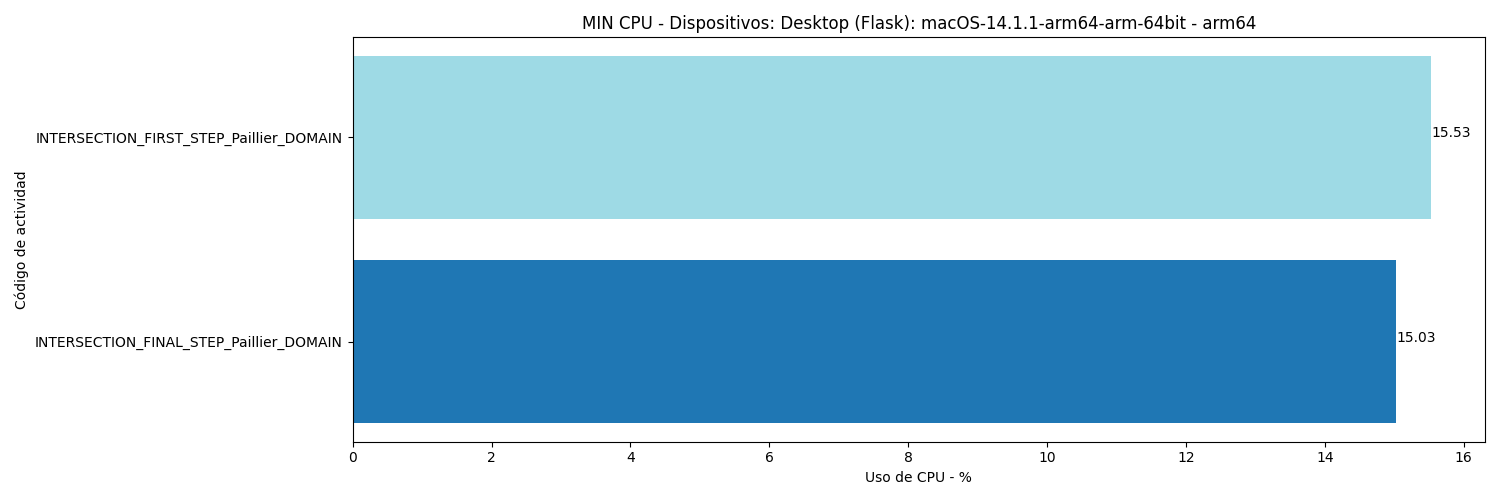 MIN CPU - Dispositivos: Desktop (Flask): macOS-14.1.1-arm64-arm-64bit - arm64
Código de actividad
INTERSECTION_FIRST_STEP_Paillier_DOMAIN
15.53
INTERSECTION_FINAL_STEP_Paillier_DOMAIN
15.03
0 2 4 6 8 10 12 14 16
Uso de CPU - %